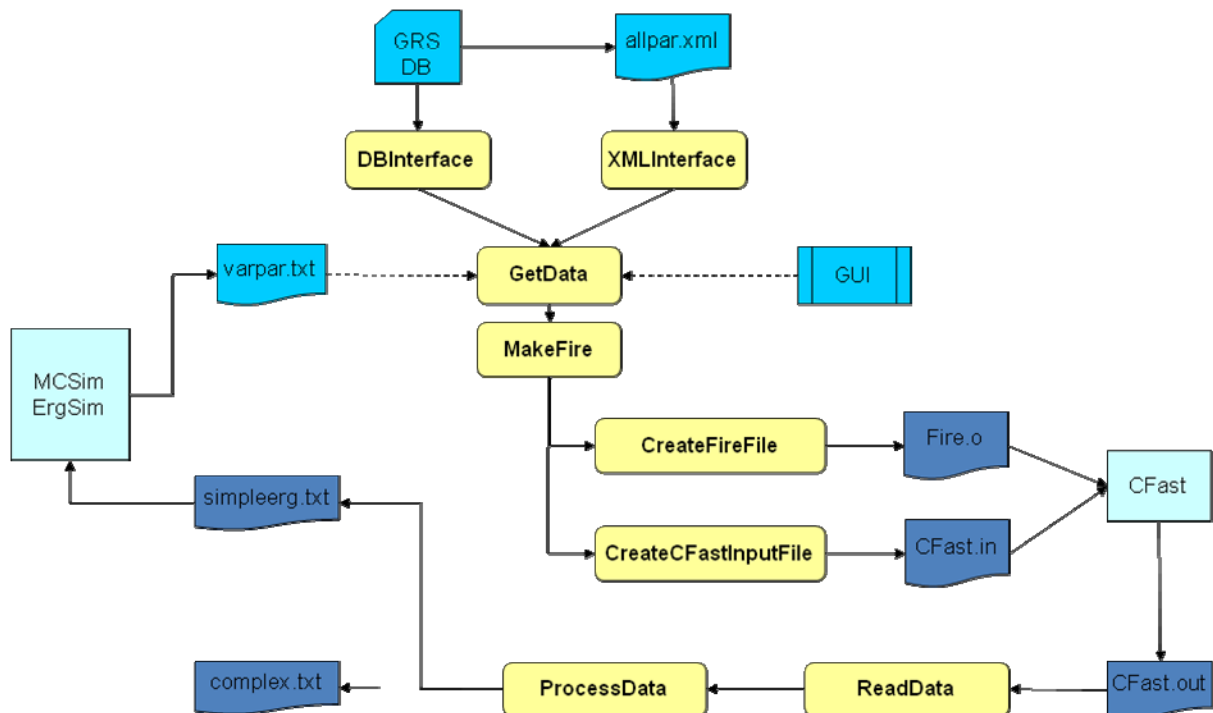 GRS
DB
allpar.xml
DBInterface
XMLInterface
varpar.txt
GetData
GUI
MakeFire
MCSim
ErgSim
CreateFireFile
Fire.o
CFast
simpleerg.txt
CreateCFastInputFile
CFast.in
complex.txt
ProcessData
ReadData
CFast.out